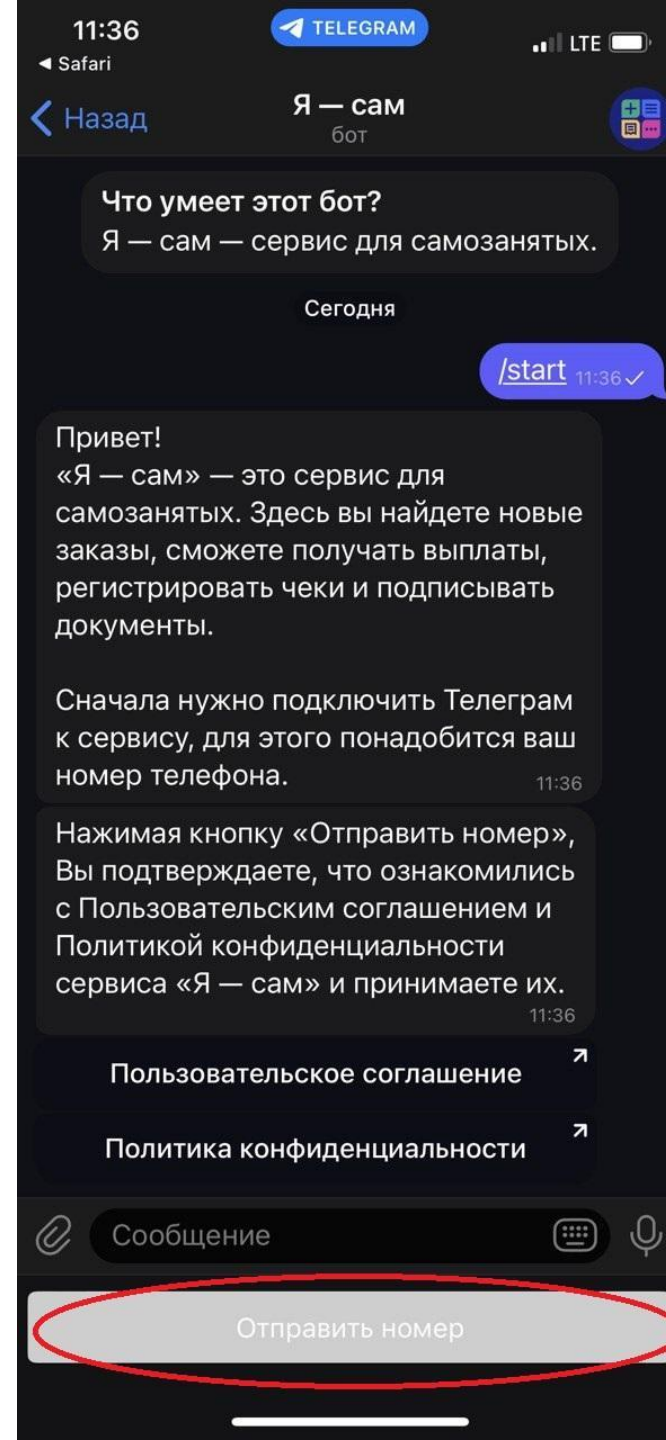 11:36
TELEGRAM
LTE
◀ Safari
Назад
Я — сам
бот
Что умеет этот бот?
Я — сам — сервис для самозанятых.
Сегодня
/start 11:36
Привет!
«Я — сам» — это сервис для
самозанятых. Здесь вы найдете новые
заказы, сможете получать выплаты,
регистрировать чеки и подписывать
документы.
Сначала нужно подключить Телеграм
к сервису, для этого понадобится ваш
номер телефона. 11:36
Нажимая кнопку «Отправить номер»,
Вы подтверждаете, что ознакомились
с Пользовательским соглашением и
Политикой конфиденциальности
сервиса «Я — сам» и принимаете их.
11:36
Пользовательское соглашение
Политика конфиденциальности
Сообщение
Отправить номер